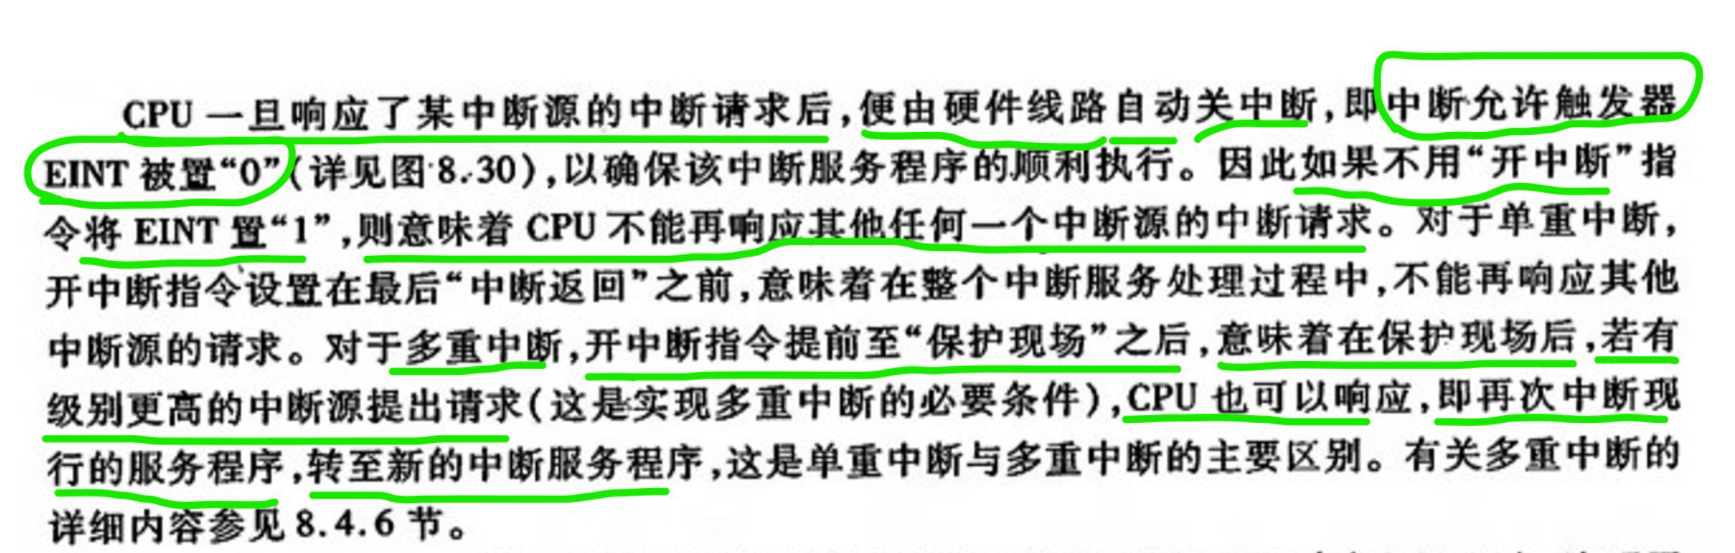 CPU 一旦响应了某中断源的中断请求后,便由硬件线路自动关中断,即中断允许触发器
EINT 被置“0”(详见图 8.30),以确保该中断服务程序的顺利执行。因此如果不用“开中断”指
令将 EINT 置“1”,则意味着 CPU 不能再响应其他任何一个中断源的中断请求。对于单重中断,
开中断指令设置在最后“中断返回”之前,意味着在整个中断服务处理过程中,不能再响应其他
中断源的请求。对于多重中断,开中断指令提前至“保护现场”之后,意味着在保护现场后,若有
级别更高的中断源提出请求(这是实现多重中断的必要条件),CPU 也可以响应,即再次中断现
行的服务程序,转至新的中断服务程序,这是单重中断与多重中断的主要区别。有关多重中断的
详细内容参见 8.4.6 节。